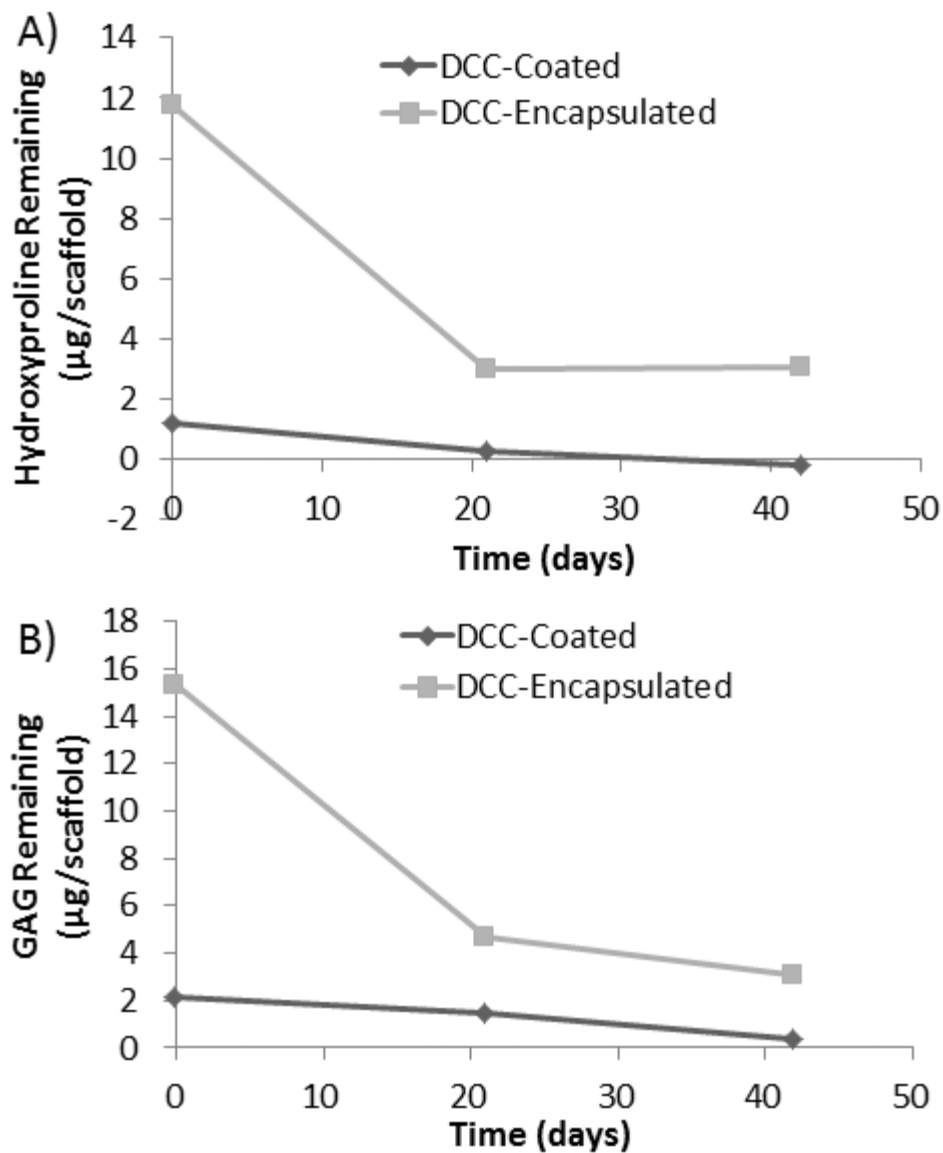 A)
14
12
10
8
6
4
2
0
-2
Hydroxyproline Remaining
(µg/scaffold)
DCC-Coated
DCC-Encapsulated
0 10 20 30 40 50
Time (days)
B)
18
16
14
12
10
8
6
4
2
0
GAG Remaining
(µg/scaffold)
DCC-Coated
DCC-Encapsulated
0 10 20 30 40 50
Time (days)